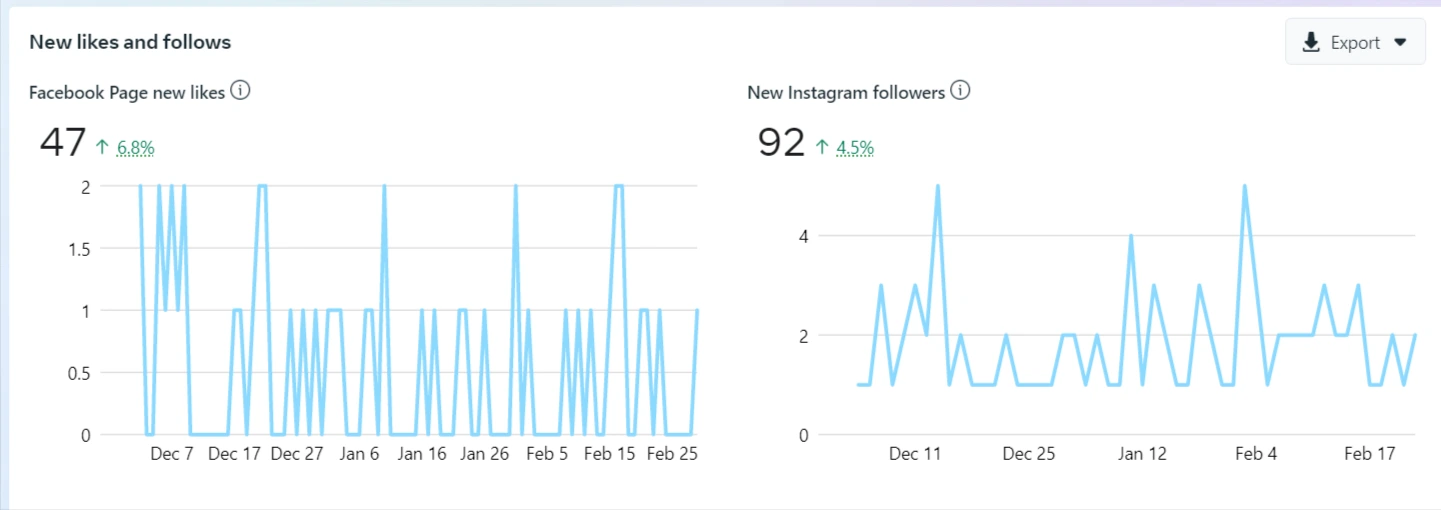 New likes and follows
Export
Facebook Page new likes
47 ↑ 6.8%
2
1.5
1
0.5
0
Dec 7 Dec 17 Dec 27 Jan 6 Jan 16 Jan 26 Feb 5 Feb 15 Feb 25
New Instagram followers
92 ↑ 4.5%
4
2
0
Dec 11 Dec 25 Jan 12 Feb 4 Feb 17